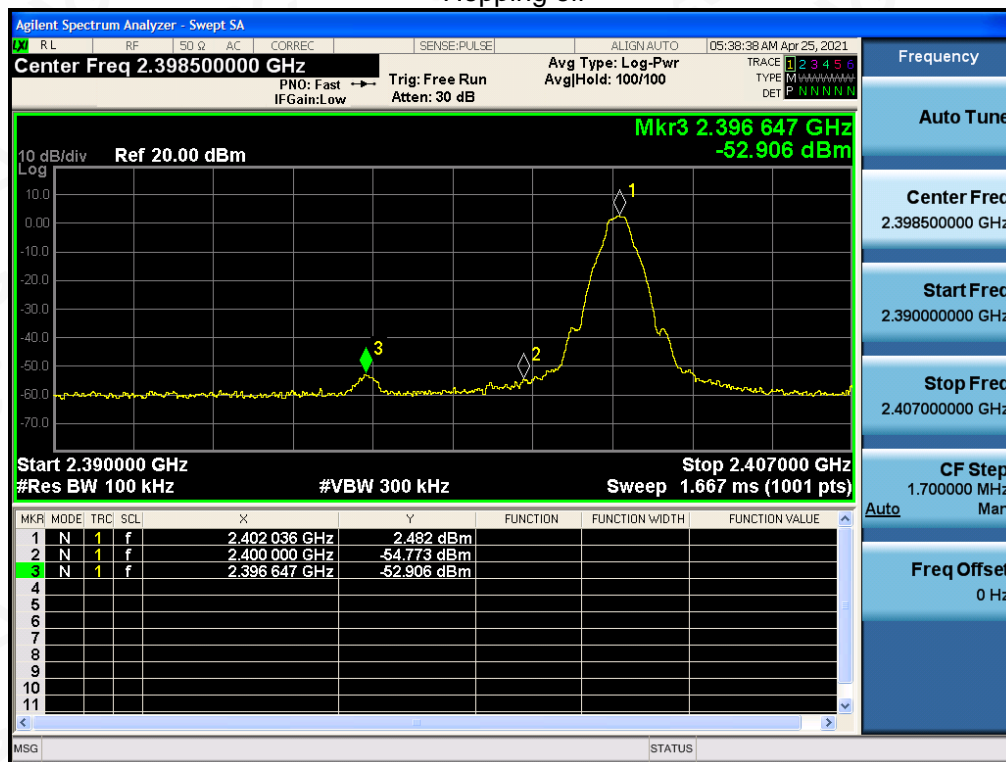 Agilent Spectrum Analyzer - Swept SA
LXI RL RF 50 Ω AC CORREC SENSE:PULSE ALIGN AUTO 05:38:38 AM Apr 25, 2021
Center Freq 2.398500000 GHz
PNO: Fast
IFGain:Low
Trig: Free Run
Atten: 30 dB
Avg Type: Log-Pwr
Avg|Hold: 100/100
TRACE 1 2 3 4 5 6
TYPE M WWWWW
DET P N N N N N
Mkr3 2.396 647 GHz
-52.906 dBm
10 dB/div Ref 20.00 dBm
Log
10.0
0.00
-10.0
-20.0
-30.0
-40.0
-50.0
-60.0
-70.0
1
2
3
Start 2.390000 GHz Stop 2.407000 GHz
#Res BW 100 kHz #VBW 300 kHz Sweep 1.667 ms (1001 pts)
MKR MODE TRC SCL X Y FUNCTION FUNCTION WIDTH FUNCTION VALUE
1 N 1 f 2.402 036 GHz 2.482 dBm
2 N 1 f 2.400 000 GHz -54.773 dBm
3 N 1 f 2.396 647 GHz -52.906 dBm
4
5
6
7
8
9
10
11
MSG STATUS
Frequency
Auto Tune
Center Freq
2.398500000 GHz
Start Freq
2.390000000 GHz
Stop Freq
2.407000000 GHz
CF Step
1.700000 MHz
Auto Man
Freq Offset
0 Hz